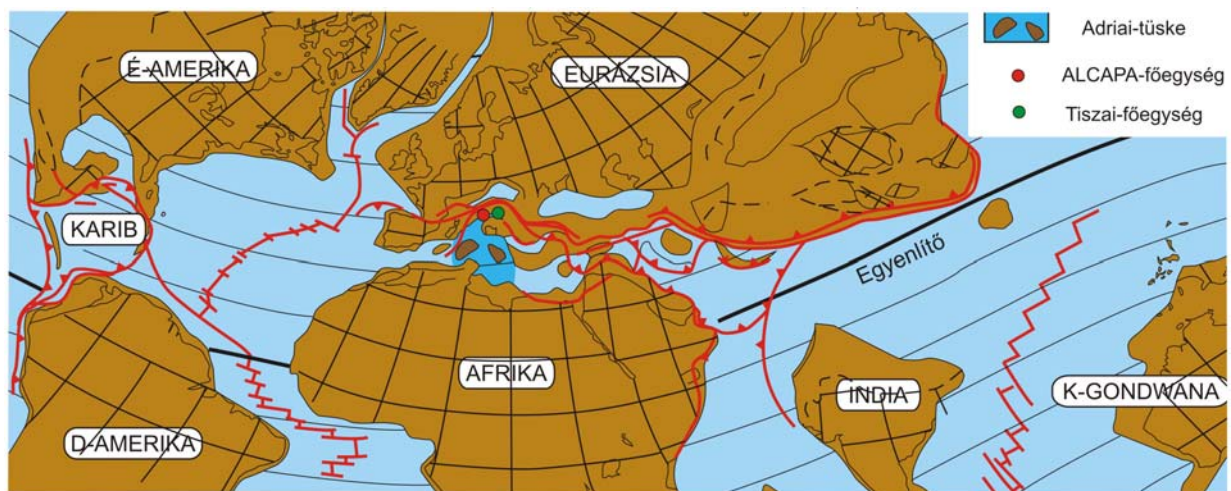 Adriai-tüske
É-AMERIKA
EURÁZSIA
ALCAPA-főegység
Tiszai-főegység
KARIB
Egyenlítő
AFRIKA
INDIA
K-GONDWANA
D-AMERIKA